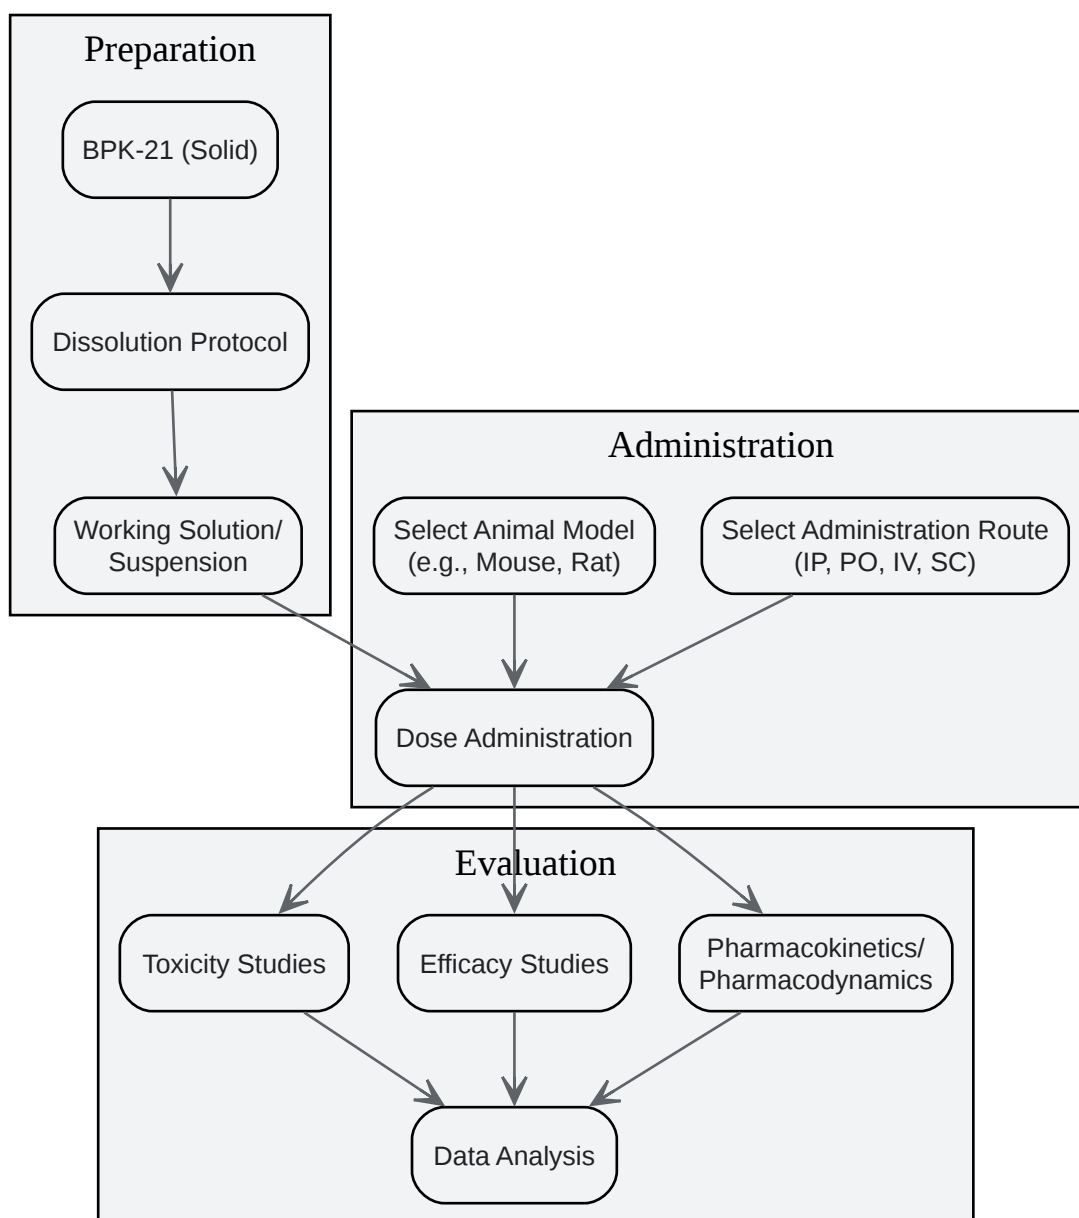 Preparation
BPK-21 (Solid)
Dissolution Protocol
Working Solution/
Suspension
Administration
Select Animal Model
(e.g., Mouse, Rat)
Select Administration Route
(IP, PO, IV, SC)
Dose Administration
Evaluation
Toxicity Studies
Efficacy Studies
Pharmacokinetics/
Pharmacodynamics
Data Analysis